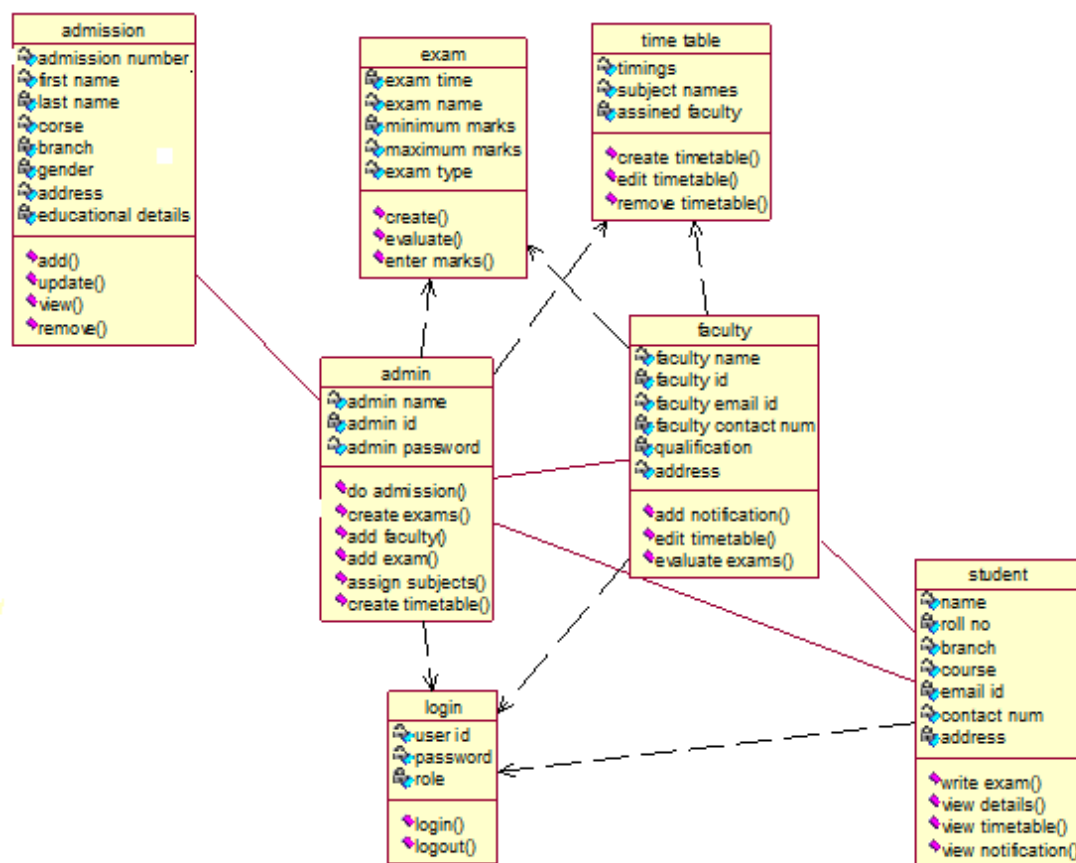 admission
admission number
first name
last name
corse
branch
gender
address
educational details
add()
update()
view()
remove()
exam
exam time
exam name
minimum marks
maximum marks
exam type
create()
evaluate()
enter marks()
time table
timings
subject names
assined faculty
create timetable()
edit timetable()
remove timetable()
admin
admin name
admin id
admin password
do admission()
create exams()
add faculty()
add exam()
assign subjects()
create timetable()
faculty
faculty name
faculty id
faculty email id
faculty contact num
qualification
address
add notification()
edit timetable()
evaluate exams()
login
user id
password
role
login()
logout()
student
name
roll no
branch
course
email id
contact num
address
write exam()
view details()
view timetable()
view notification()